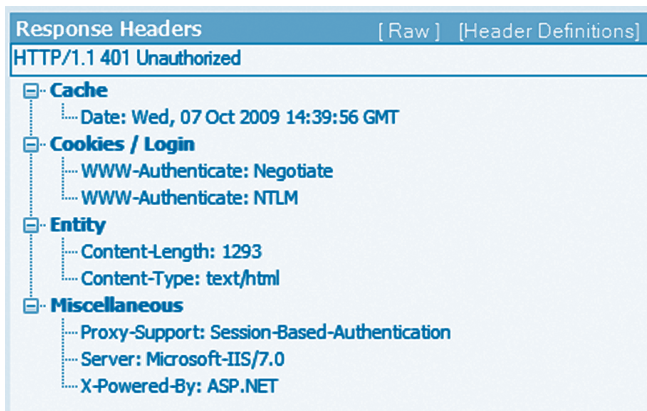 Response Headers [ Raw ] [Header Definitions]
HTTP/1.1 401 Unauthorized
Cache
Date: Wed, 07 Oct 2009 14:39:56 GMT
Cookies / Login
WWW-Authenticate: Negotiate
WWW-Authenticate: NTLM
Entity
Content-Length: 1293
Content-Type: text/html
Miscellaneous
Proxy-Support: Session-Based-Authentication
Server: Microsoft-IIS/7.0
X-Powered-By: ASP.NET